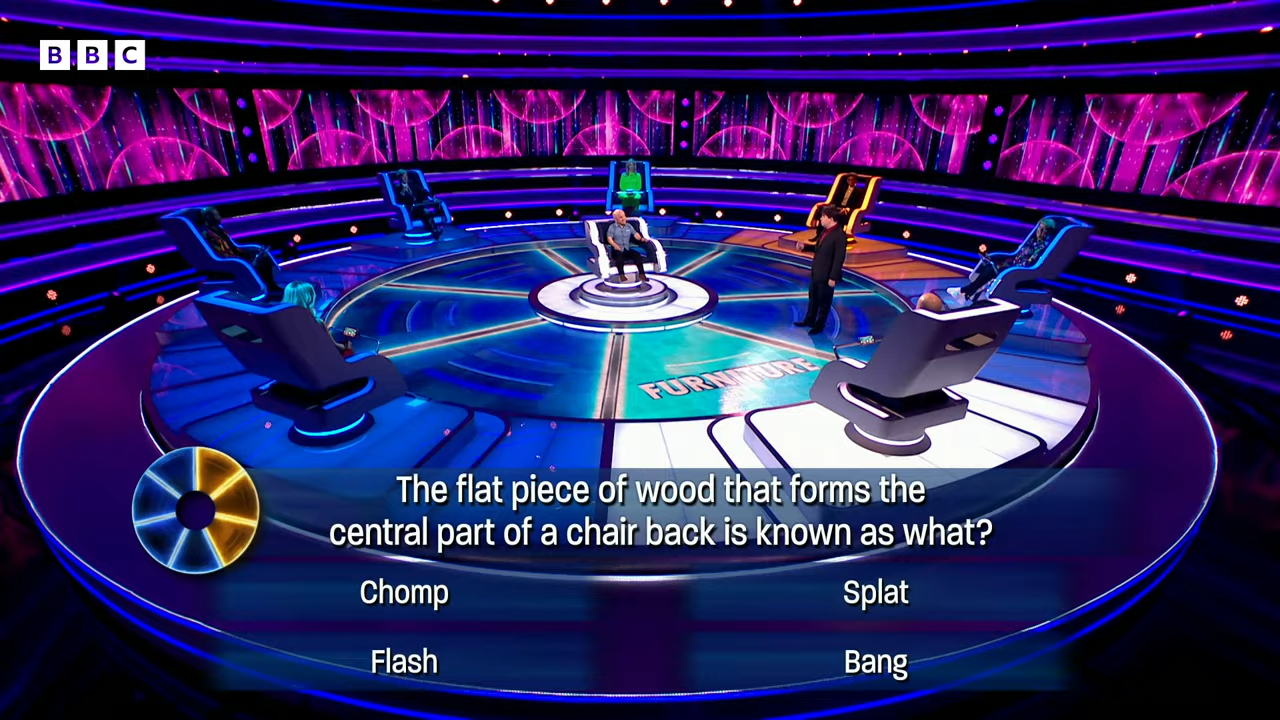 BBC
FURNITURE
The flat piece of wood that forms the
central part of a chair back is known as what?
Chomp
Splat
Flash
Bang